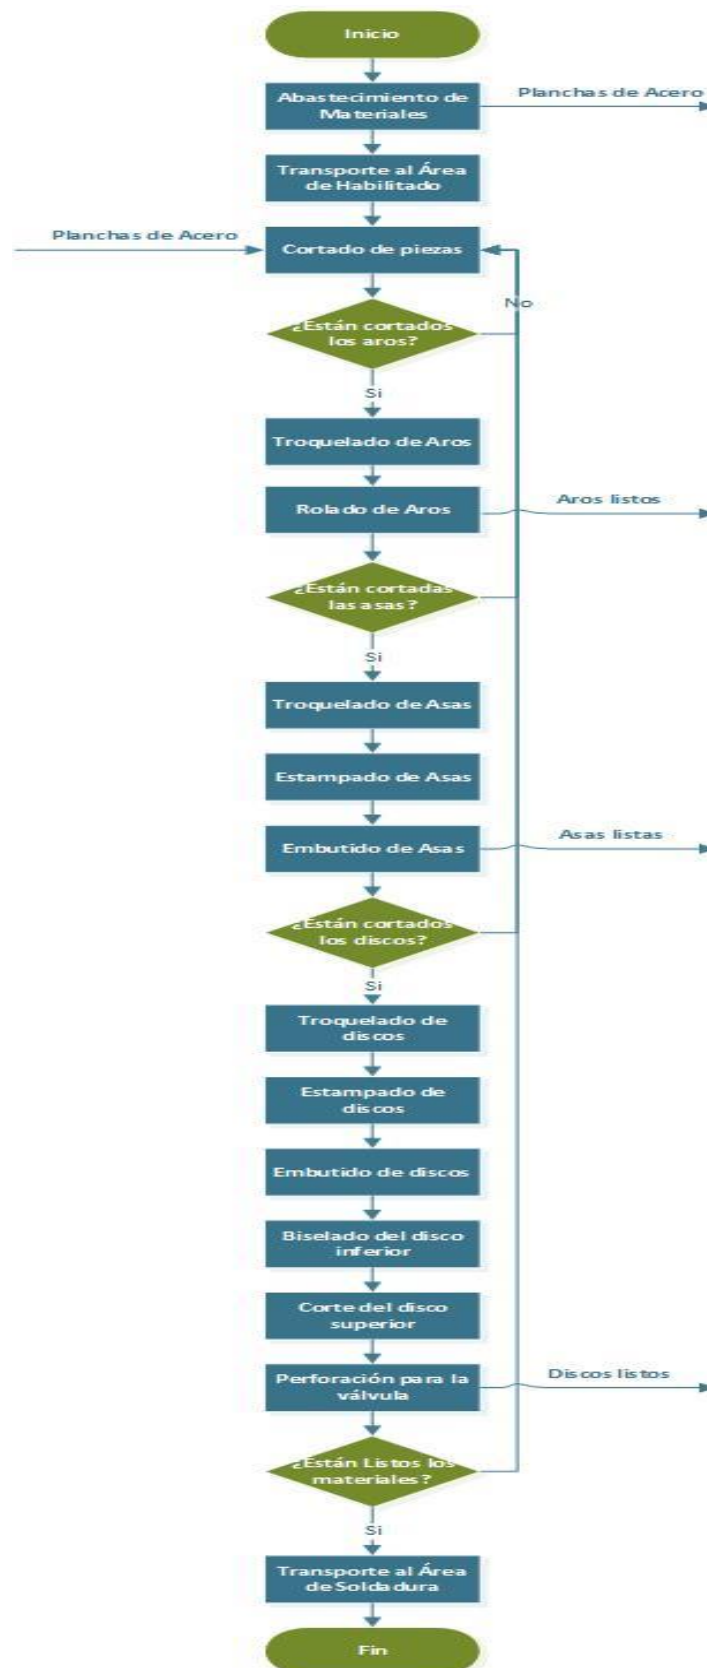 Inicio
Abastecimiento de
Materiales
Planchas de Acero
Transporte al Área
de Habilitado
Planchas de Acero
Cortado de piezas
No
¿Están cortados
los aros?
Si
Troquelado de Aros
Rolado de Aros
Aros listos
¿Están cortadas
las asas?
Si
Troquelado de Asas
Estampado de Asas
Embutido de Asas
Asas listas
¿Están cortados
los discos?
Si
Troquelado de
discos
Estampado de
discos
Embutido de discos
Biselado del disco
inferior
Corte del disco
superior
Perforación para la
válvula
Discos listos
¿Están Listos los
materiales?
Si
Transporte al Área
de Soldadura
Fin